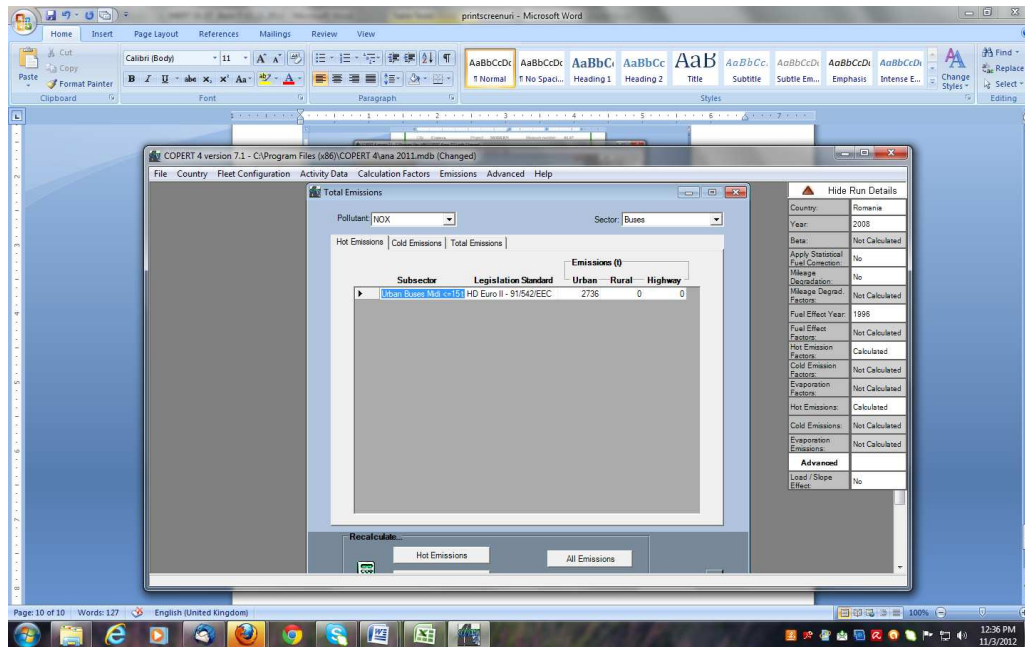 printscreenuri - Microsoft Word
Home Insert Page Layout References Mailings Review View
Cut
Copy
Format Painter
Paste
Clipboard
Calibri (Body) 11
Font
Paragraph
AaBbCcDc AaBbCcDc AaBbC AaBbCc AaB AaBbCc. AaBbCcDi AaBbCcDi AaBbCcDi
¶ Normal ¶ No Spaci... Heading 1 Heading 2 Title Subtitle Subtle Em... Emphasis Intense E...
Change Styles
Styles
Find
Replace
Select
Editing
COPERT 4 version 7.1 - C:\Program Files (x86)\COPERT 4\ana 2011.mdb (Changed)
File Country Fleet Configuration Activity Data Calculation Factors Emissions Advanced Help
Total Emissions
Pollutant: NOX Sector: Buses
Hot Emissions Cold Emissions Total Emissions
Emissions (t)
Subsector Legislation Standard Urban Rural Highway
Urban Buses Midi <=15 t HD Euro II - 91/542/EEC 2736 0 0
Recalculate...
Hot Emissions All Emissions
Hide Run Details
Country: Romania
Year: 2008
Beta: Not Calculated
Apply Statistical Fuel Correction: No
Mileage Degradation: No
Mileage Degrad. Factors: Not Calculated
Fuel Effect Year: 1996
Fuel Effect Factors: Not Calculated
Hot Emission Factors: Calculated
Cold Emission Factors: Not Calculated
Evaporation Factors: Not Calculated
Hot Emissions: Calculated
Cold Emissions: Not Calculated
Evaporation Emissions: Not Calculated
Advanced
Load / Slope Effect: No
Page: 10 of 10 Words: 127 English (United Kingdom) 100%
12:36 PM
11/3/2012